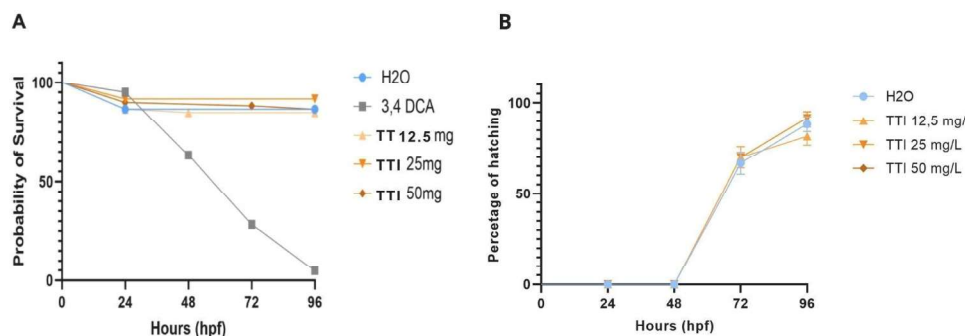 A
Probability of Survival
100
50
0
0 24 48 72 96
Hours (hpf)
H2O
3,4 DCA
TT 12.5 mg
TTI 25mg
TTI 50mg
B
Percetage of hatching
100
50
0
0 24 48 72 96
Hours (hpf)
H2O
TTI 12,5 mg/
TTI 25 mg/L
TTI 50 mg/L